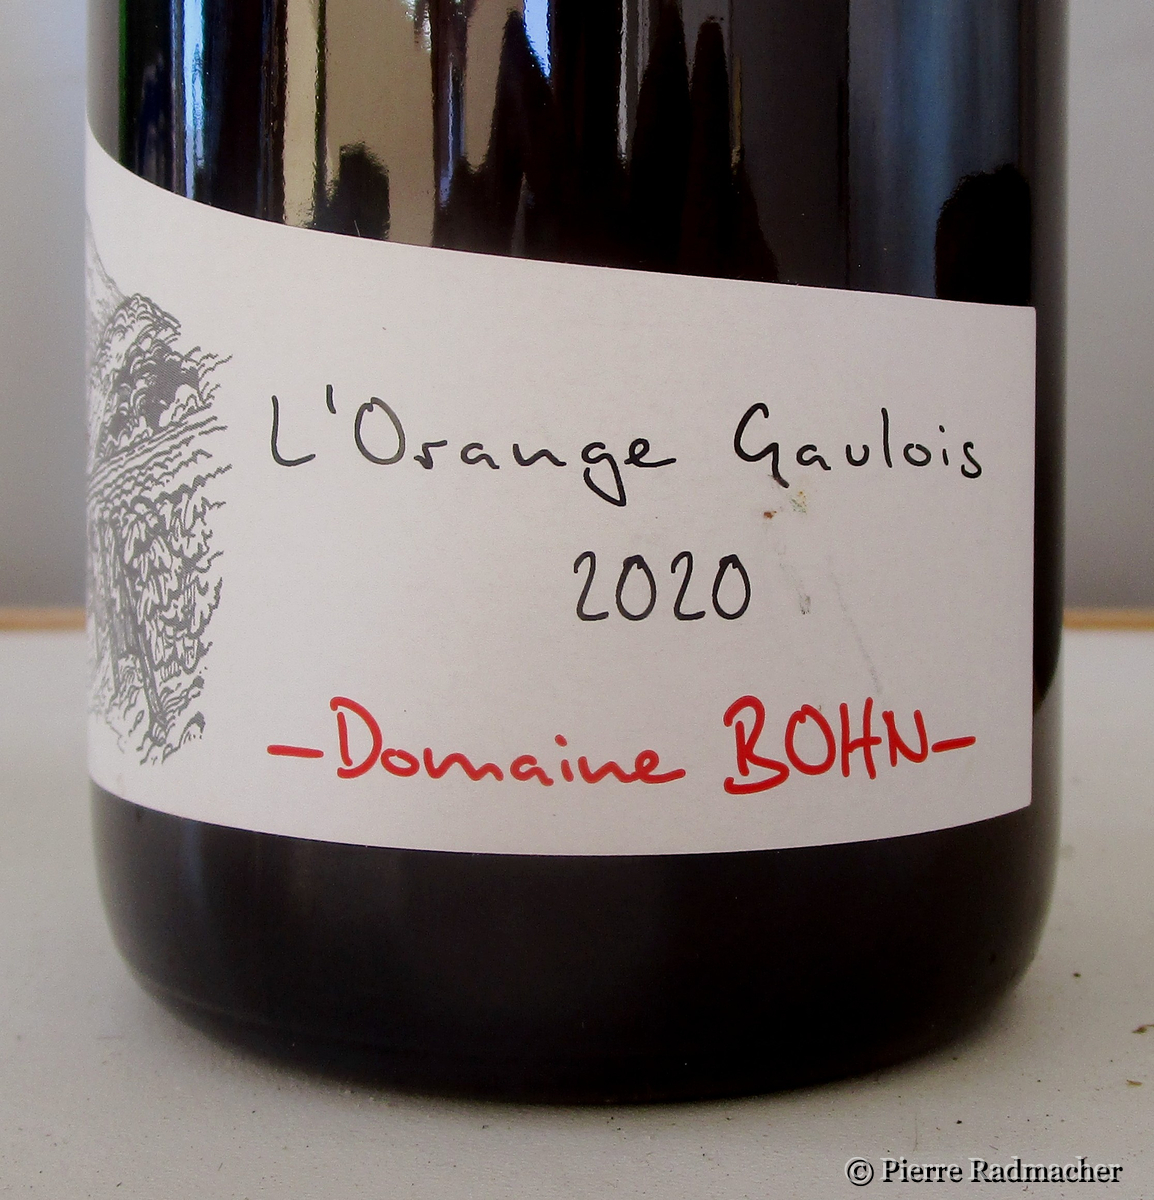 L'Orange Gaulois
2020
-Domaine BOHN-
© Pierre Radmacher